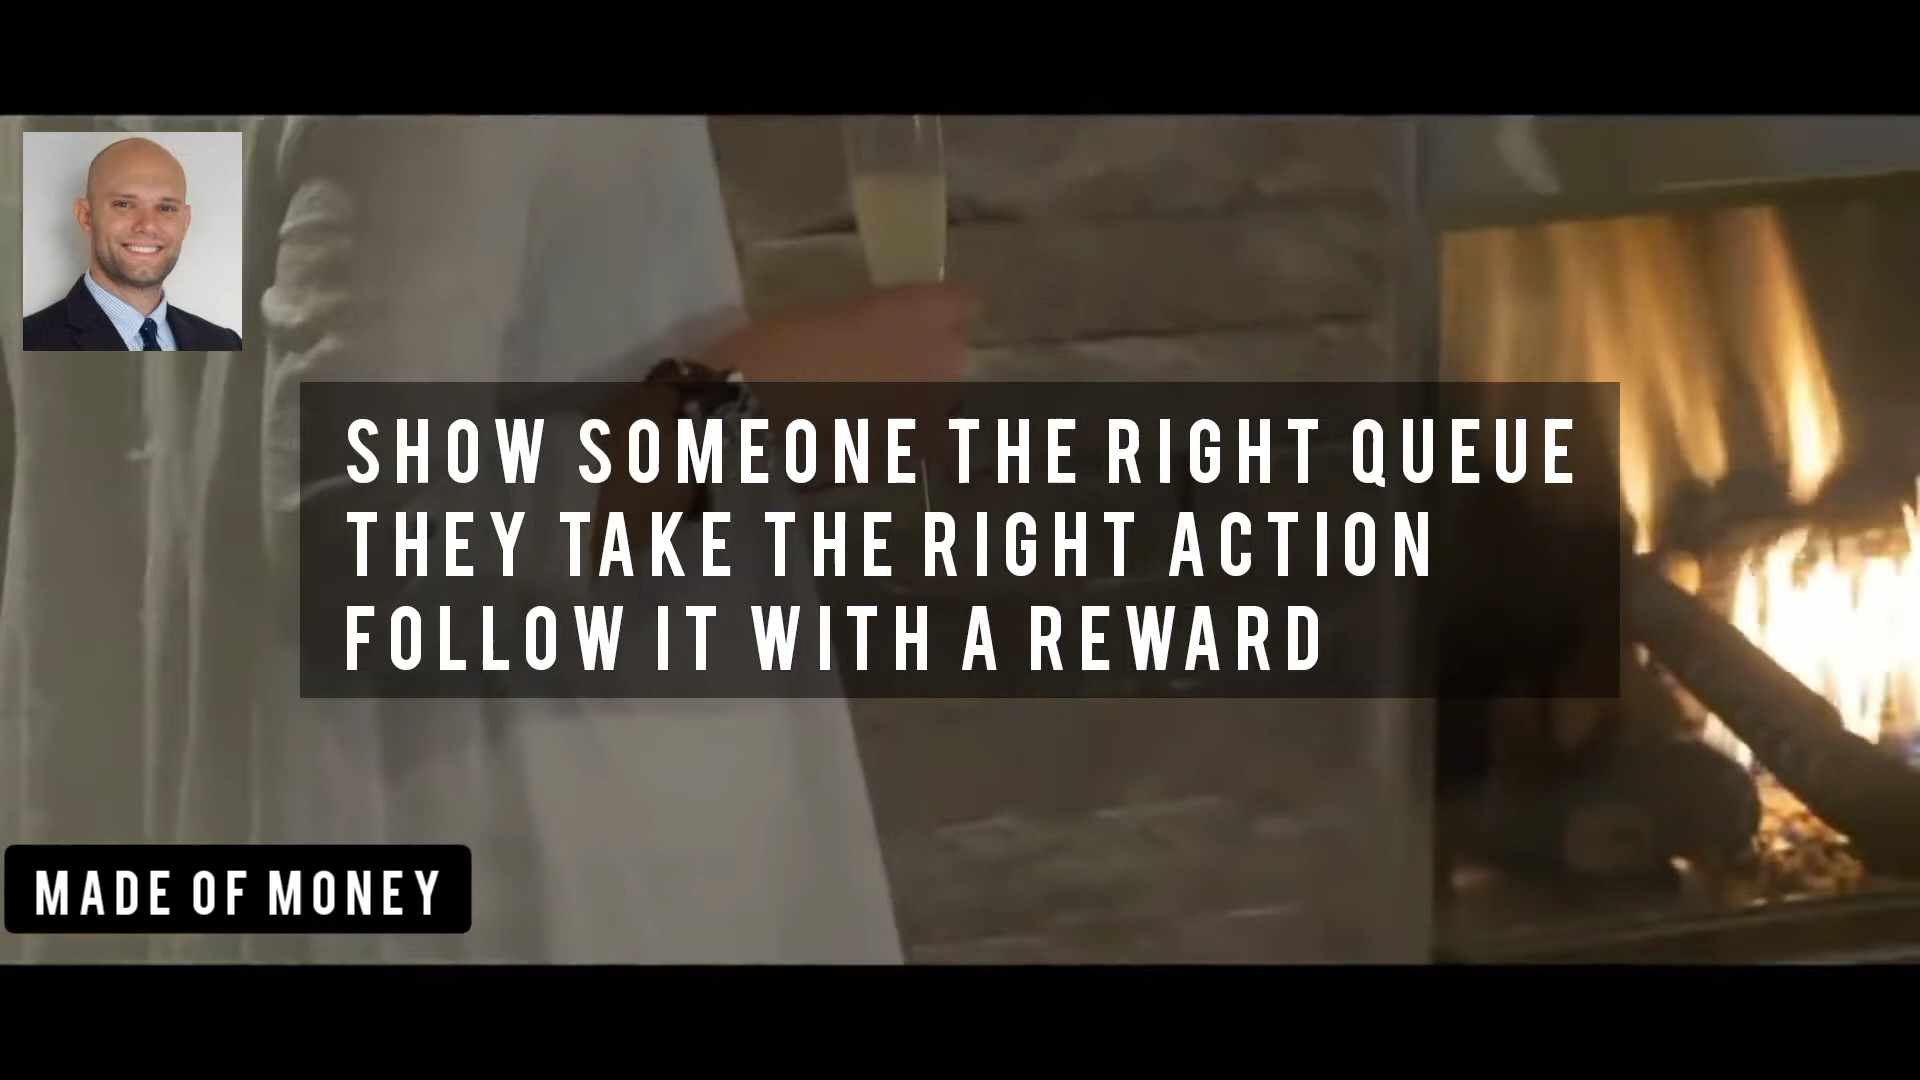 SHOW SOMEONE THE RIGHT QUEUE
THEY TAKE THE RIGHT ACTION
FOLLOW IT WITH A REWARD
MADE OF MONEY